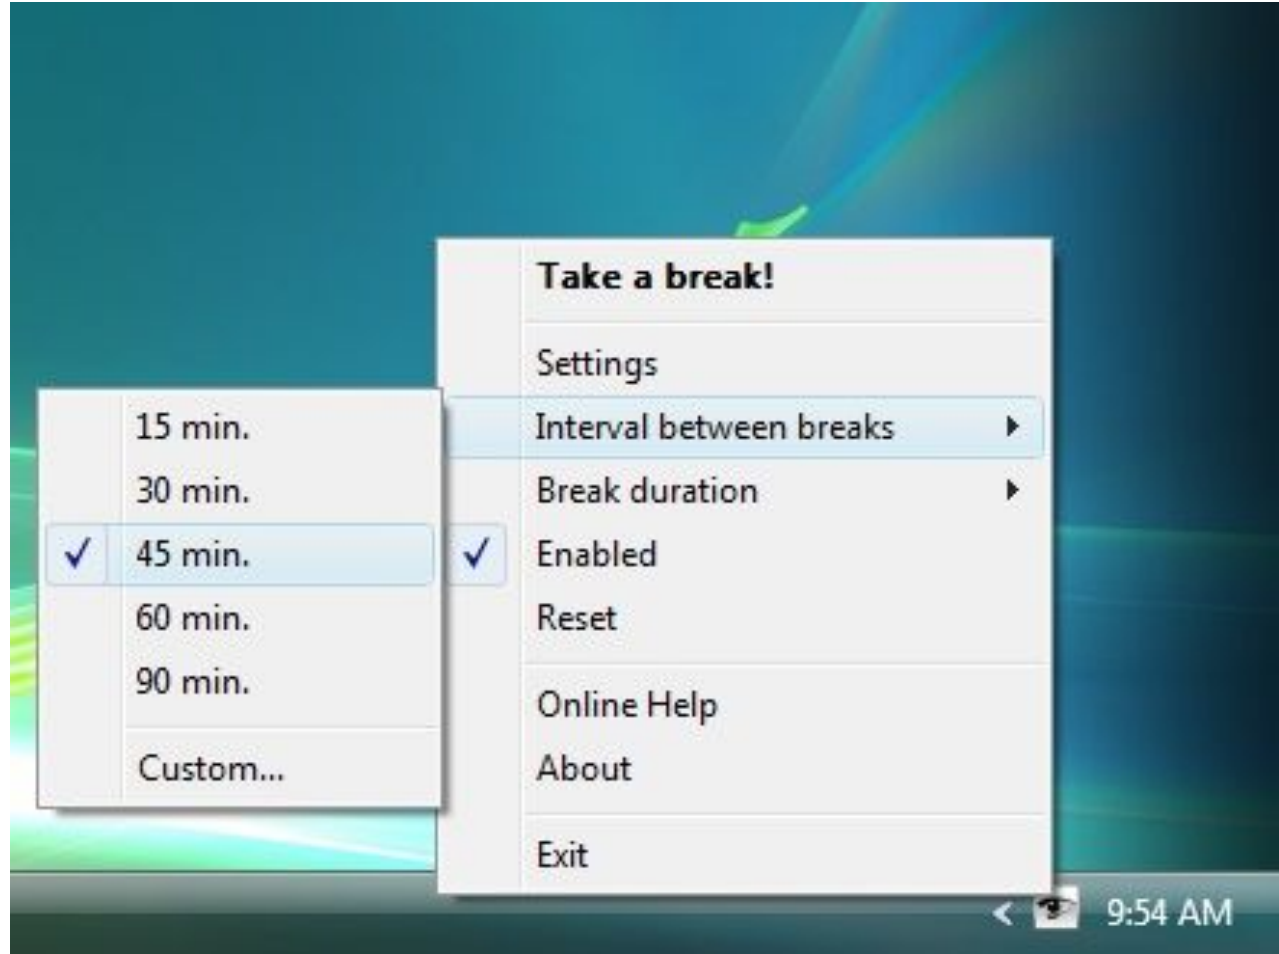 Take a break!
Settings
Interval between breaks
Break duration
Enabled
Reset
Online Help
About
Exit
15 min.
30 min.
45 min.
60 min.
90 min.
Custom...
9:54 AM